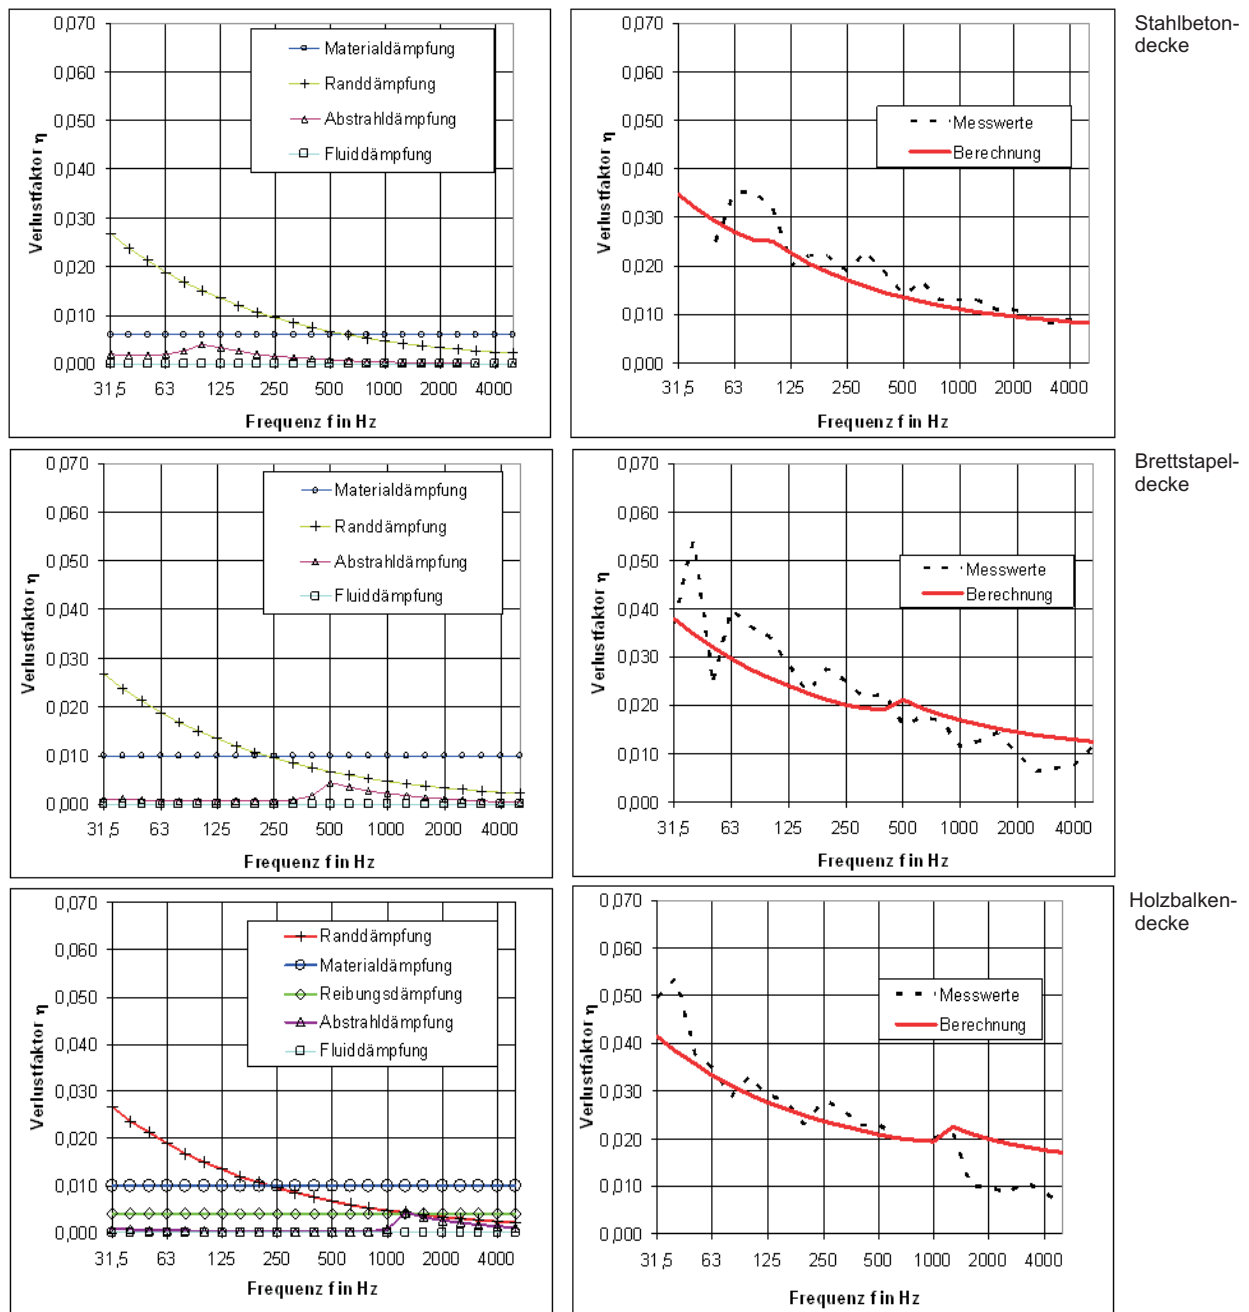 0,070
0,060
0,050
0,040
0,030
0,020
0,010
0,000
31,5 63 125 250 500 1000 2000 4000
Frequenz f in Hz
Verlustfaktor η
Materialdämpfung
Randdämpfung
Abstrahldämpfung
Fluiddämpfung
0,070
0,060
0,050
0,040
0,030
0,020
0,010
0,000
31,5 63 125 250 500 1000 2000 4000
Frequenz f in Hz
Verlustfaktor η
Messwerte
Berechnung
Stahlbeton-
decke
0,070
0,060
0,050
0,040
0,030
0,020
0,010
0,000
31,5 63 125 250 500 1000 2000 4000
Frequenz f in Hz
Verlustfaktor η
Materialdämpfung
Randdämpfung
Abstrahldämpfung
Fluiddämpfung
0,070
0,060
0,050
0,040
0,030
0,020
0,010
0,000
31,5 63 125 250 500 1000 2000 4000
Frequenz f in Hz
Verlustfaktor η
Messwerte
Berechnung
Brettstapel-
decke
0,070
0,060
0,050
0,040
0,030
0,020
0,010
0,000
31,5 63 125 250 500 1000 2000 4000
Frequenz f in Hz
Verlustfaktor η
Randdämpfung
Materialdämpfung
Reibungsdämpfung
Abstrahldämpfung
Fluiddämpfung
0,070
0,060
0,050
0,040
0,030
0,020
0,010
0,000
31,5 63 125 250 500 1000 2000 4000
Frequenz f in Hz
Verlustfaktor η
Messwerte
Berechnung
Holzbalken-
decke